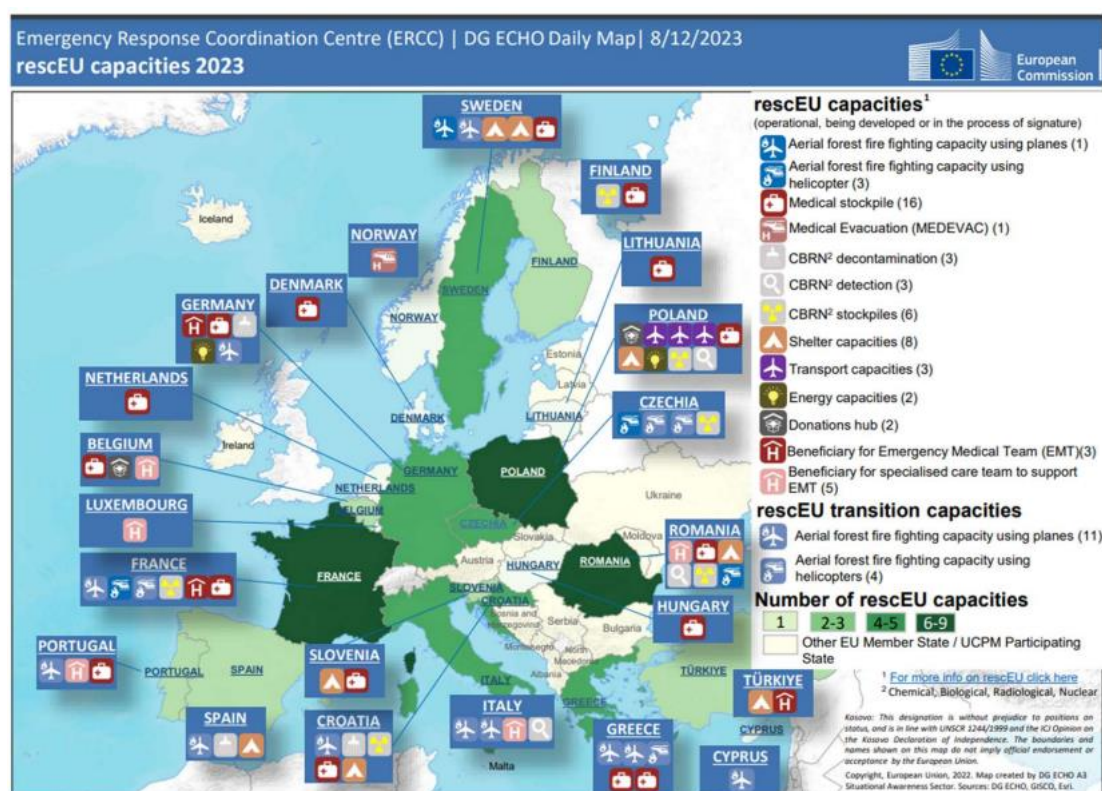 Emergency Response Coordination Centre (ERCC) | DG ECHO Daily Map| 8/12/2023
rescEU capacities 2023
European
Commission
SWEDEN
FINLAND
NORWAY
LITHUANIA
DENMARK
GERMANY
POLAND
NETHERLANDS
CZECHIA
BELGIUM
LUXEMBOURG
ROMANIA
FRANCE
HUNGARY
PORTUGAL
SLOVENIA
TÜRKIYE
SPAIN
CROATIA
ITALY
GREECE
CYPRUS
Iceland
FINLAND
SWEDEN
NORWAY
Estonia
Latvia
LITHUANIA
DENMARK
Ireland
GERMANY
POLAND
NETHERLANDS
BELGIUM
CZECHIA
Ukraine
Slovakia
Moldova
Austria
HUNGARY
ROMANIA
FRANCE
SLOVENIA
CROATIA
Bosnia and
Herzegovina
Serbia
Montenegro
Bulgaria
North
Macedonia
Albania
PORTUGAL
SPAIN
ITALY
TÜRKIYE
GREECE
CYPRUS
Malta
rescEU capacities1
(operational, being developed or in the process of signature)
Aerial forest fire fighting capacity using planes (1)
Aerial forest fire fighting capacity using
helicopter (3)
Medical stockpile (16)
Medical Evacuation (MEDEVAC) (1)
CBRN2 decontamination (3)
CBRN2 detection (3)
CBRN2 stockpiles (6)
Shelter capacities (8)
Transport capacities (3)
Energy capacities (2)
Donations hub (2)
Beneficiary for Emergency Medical Team (EMT)(3)
Beneficiary for specialised care team to support
EMT (5)
rescEU transition capacities
Aerial forest fire fighting capacity using planes (11)
Aerial forest fire fighting capacity using
helicopters (4)
Number of rescEU capacities
1 2-3 4-5 6-9
Other EU Member State / UCPM Participating
State
1 For more info on rescEU click here
2 Chemical, Biological, Radiological, Nuclear
Kosovo: This designation is without prejudice to positions on
status, and is in line with UNSCR 1244/1999 and the ICJ Opinion on
the Kosovo Declaration of Independence. The boundaries and
names shown on this map do not imply official endorsement or
acceptance by the European Union.
Copyright, European Union, 2022. Map created by DG ECHO A3
Situational Awareness Sector. Sources: DG ECHO, GISCO, Esri.